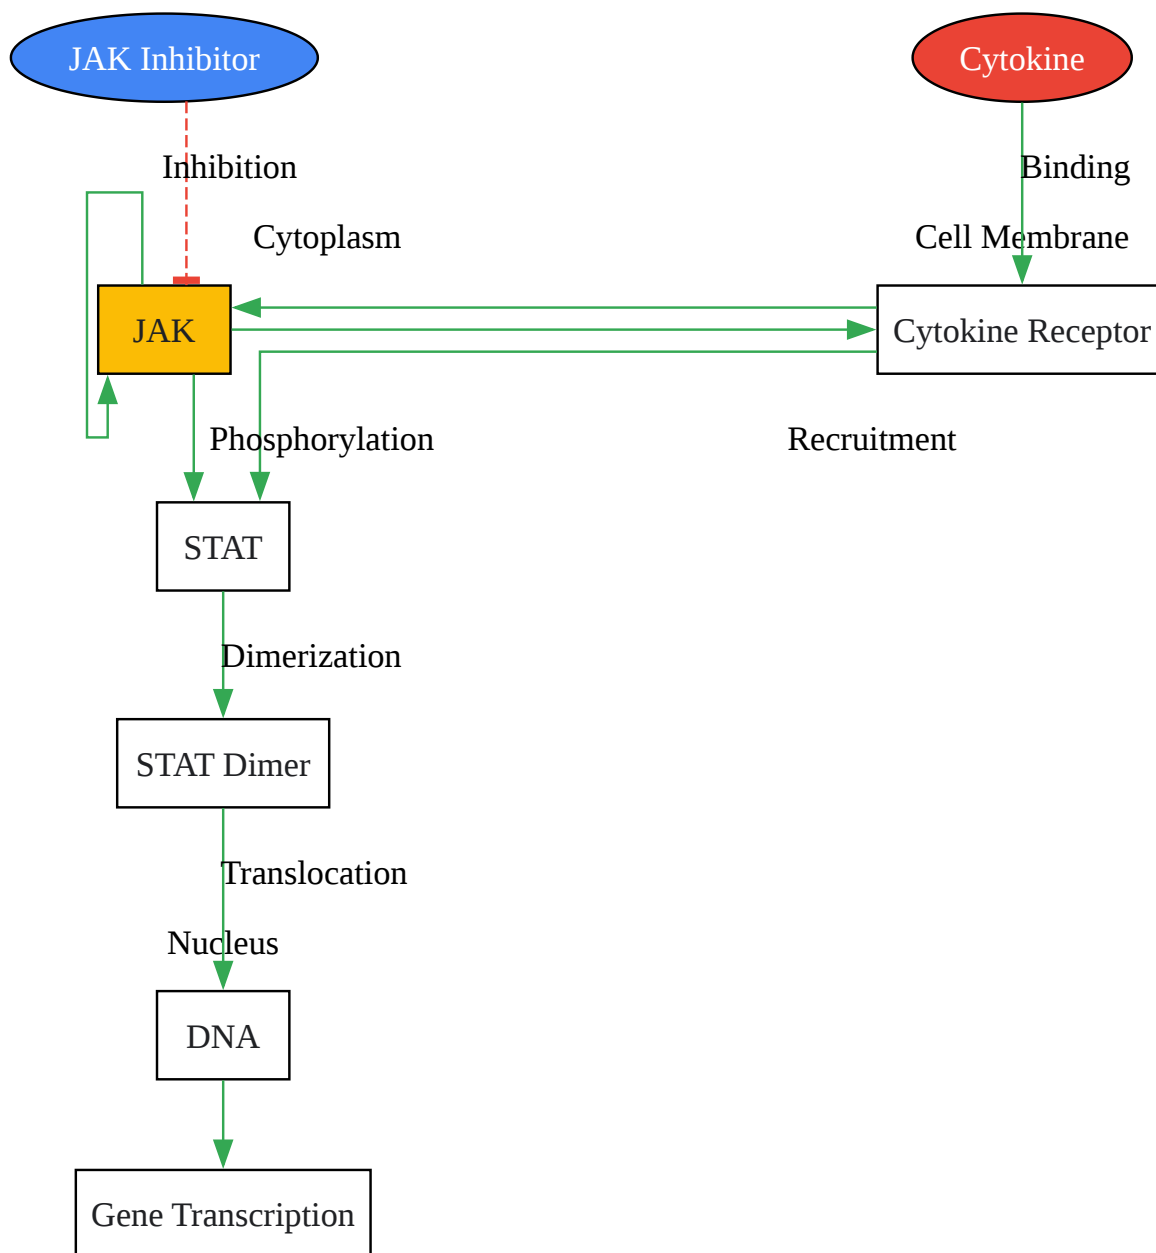 JAK Inhibitor
Cytokine
Inhibition
Binding
Cytoplasm
Cell Membrane
JAK
Cytokine Receptor
Phosphorylation
Recruitment
STAT
Dimerization
STAT Dimer
Translocation
Nucleus
DNA
Gene Transcription